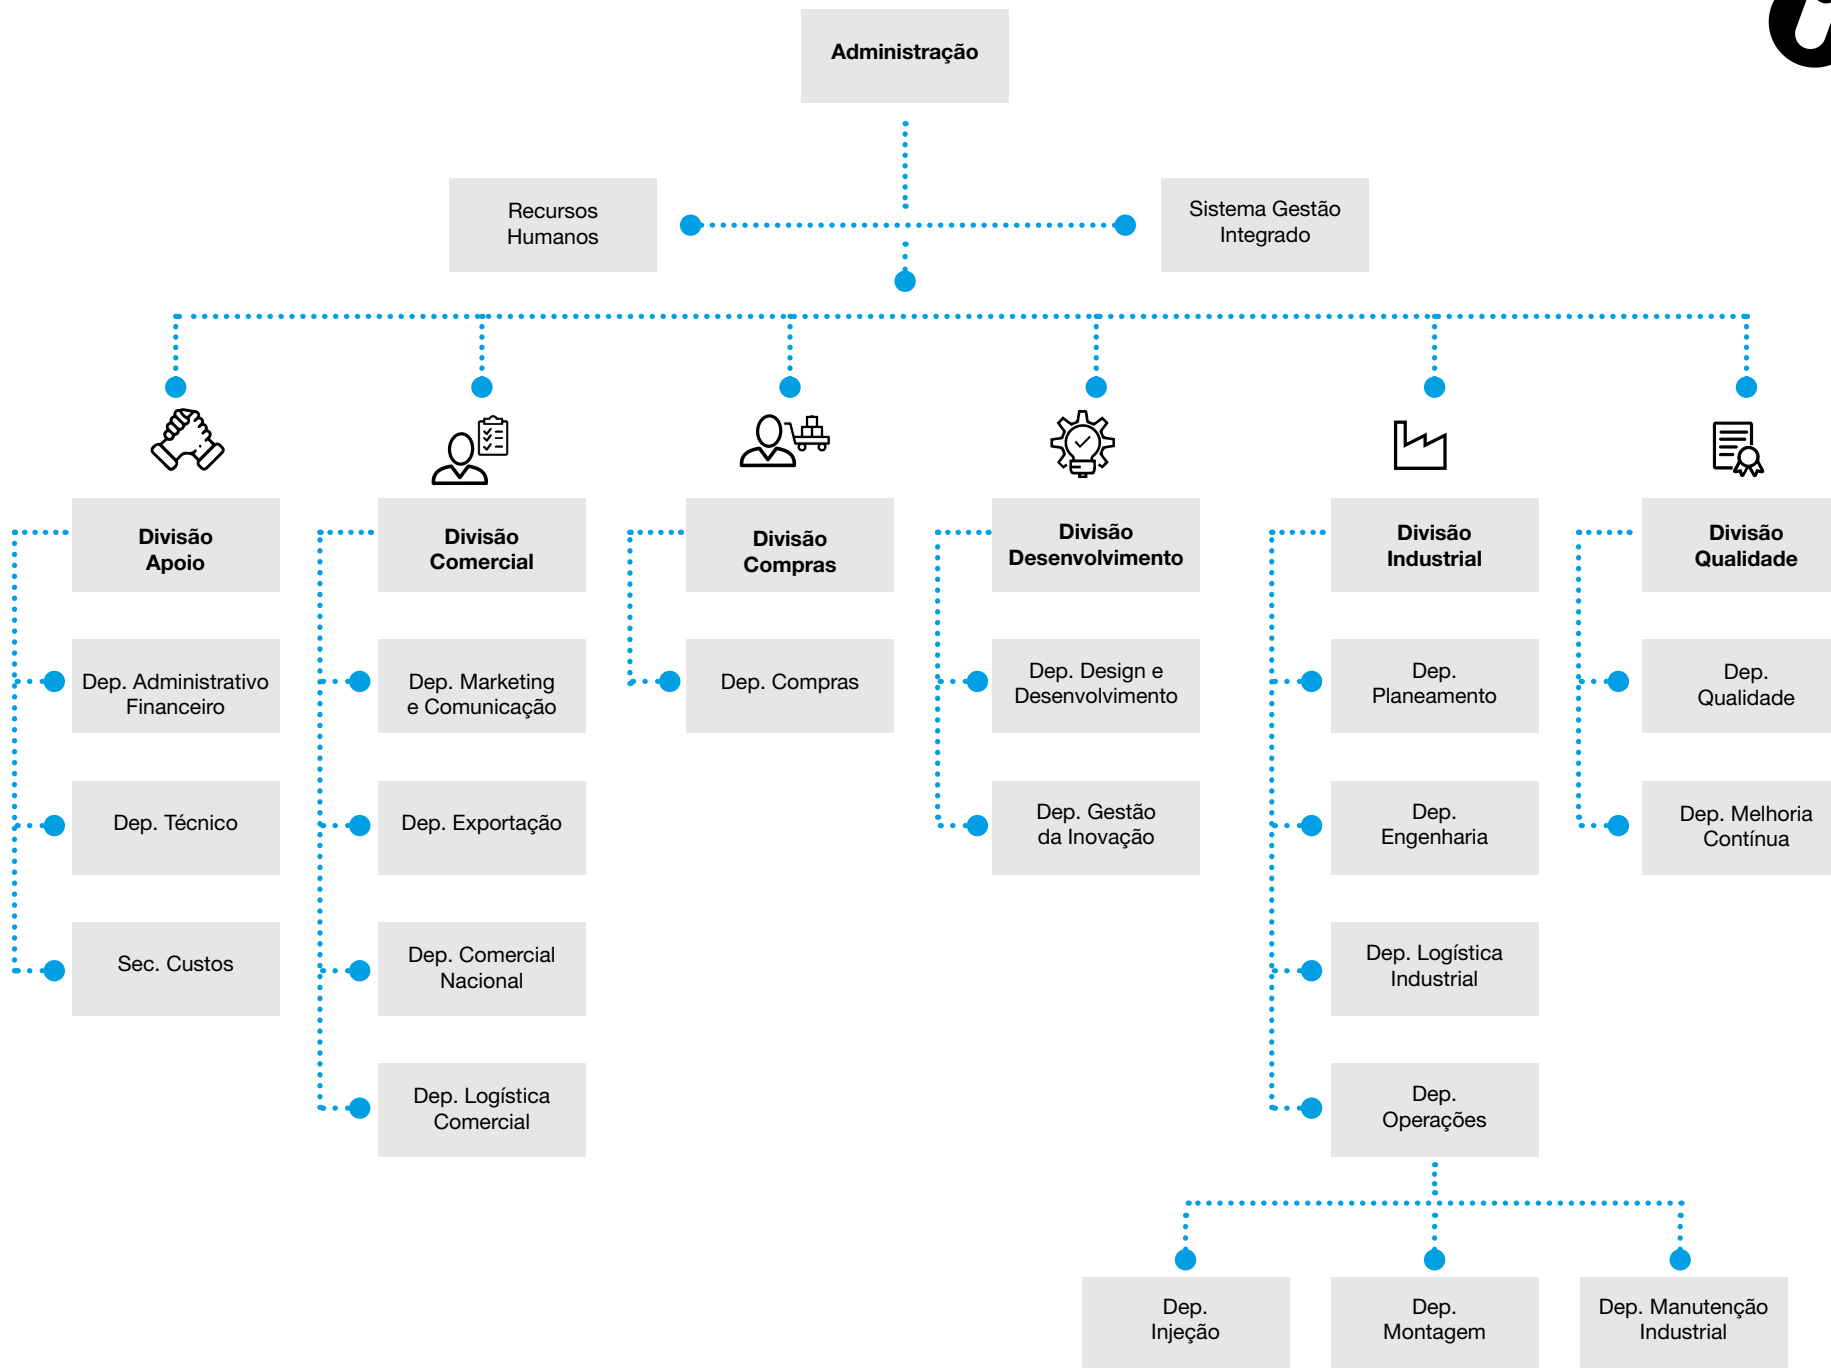 Administração
Recursos
Humanos
Sistema Gestão
Integrado
Divisão
Apoio
Divisão
Comercial
Divisão
Compras
Divisão
Desenvolvimento
Divisão
Industrial
Divisão
Qualidade
Dep. Administrativo
Financeiro
Dep. Marketing
e Comunicação
Dep. Compras
Dep. Design e
Desenvolvimento
Dep.
Planeamento
Dep.
Qualidade
Dep. Técnico
Dep. Exportação
Dep. Gestão
da Inovação
Dep.
Engenharia
Dep. Melhoria
Contínua
Sec. Custos
Dep. Comercial
Nacional
Dep. Logística
Industrial
Dep. Logística
Comercial
Dep.
Operações
Dep.
Injeção
Dep.
Montagem
Dep. Manutenção
Industrial